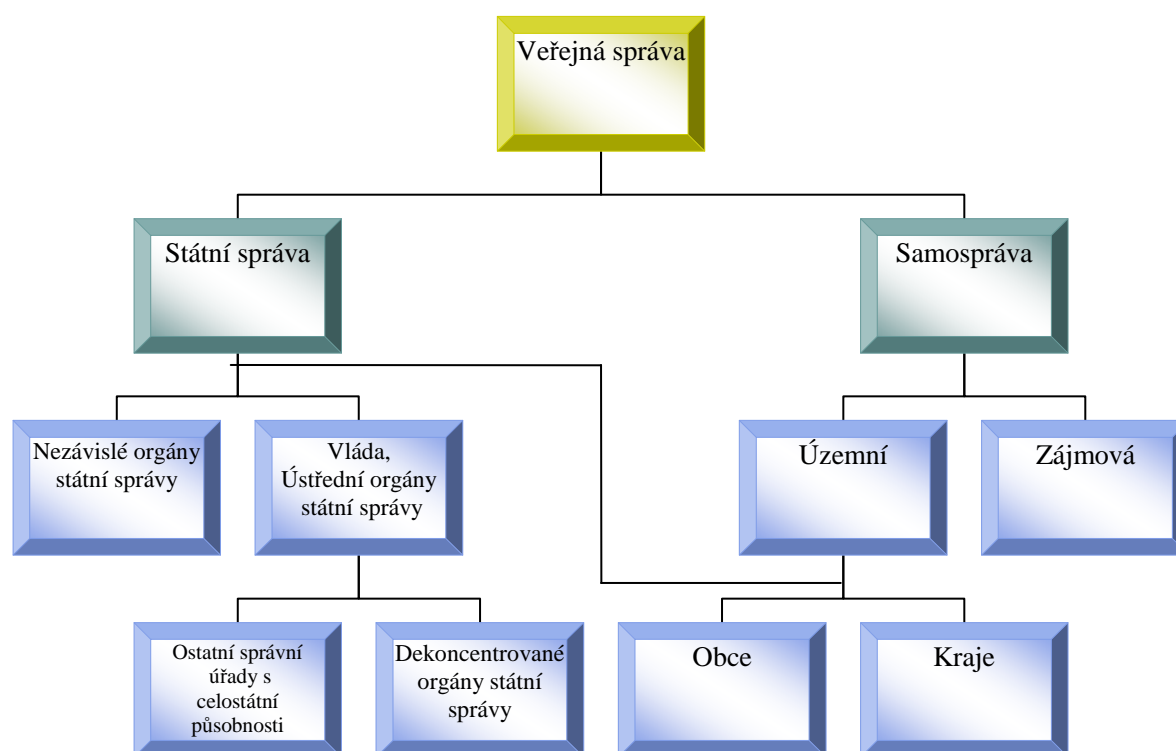 Veřejná správa
Státní správa
Samospráva
Nezávislé orgány
státní správy
Vláda,
Ústřední orgány
státní správy
Územní
Zájmová
Ostatní správní
úřady s
celostátní
působnosti
Dekoncentrované
orgány státní
správy
Obce
Kraje